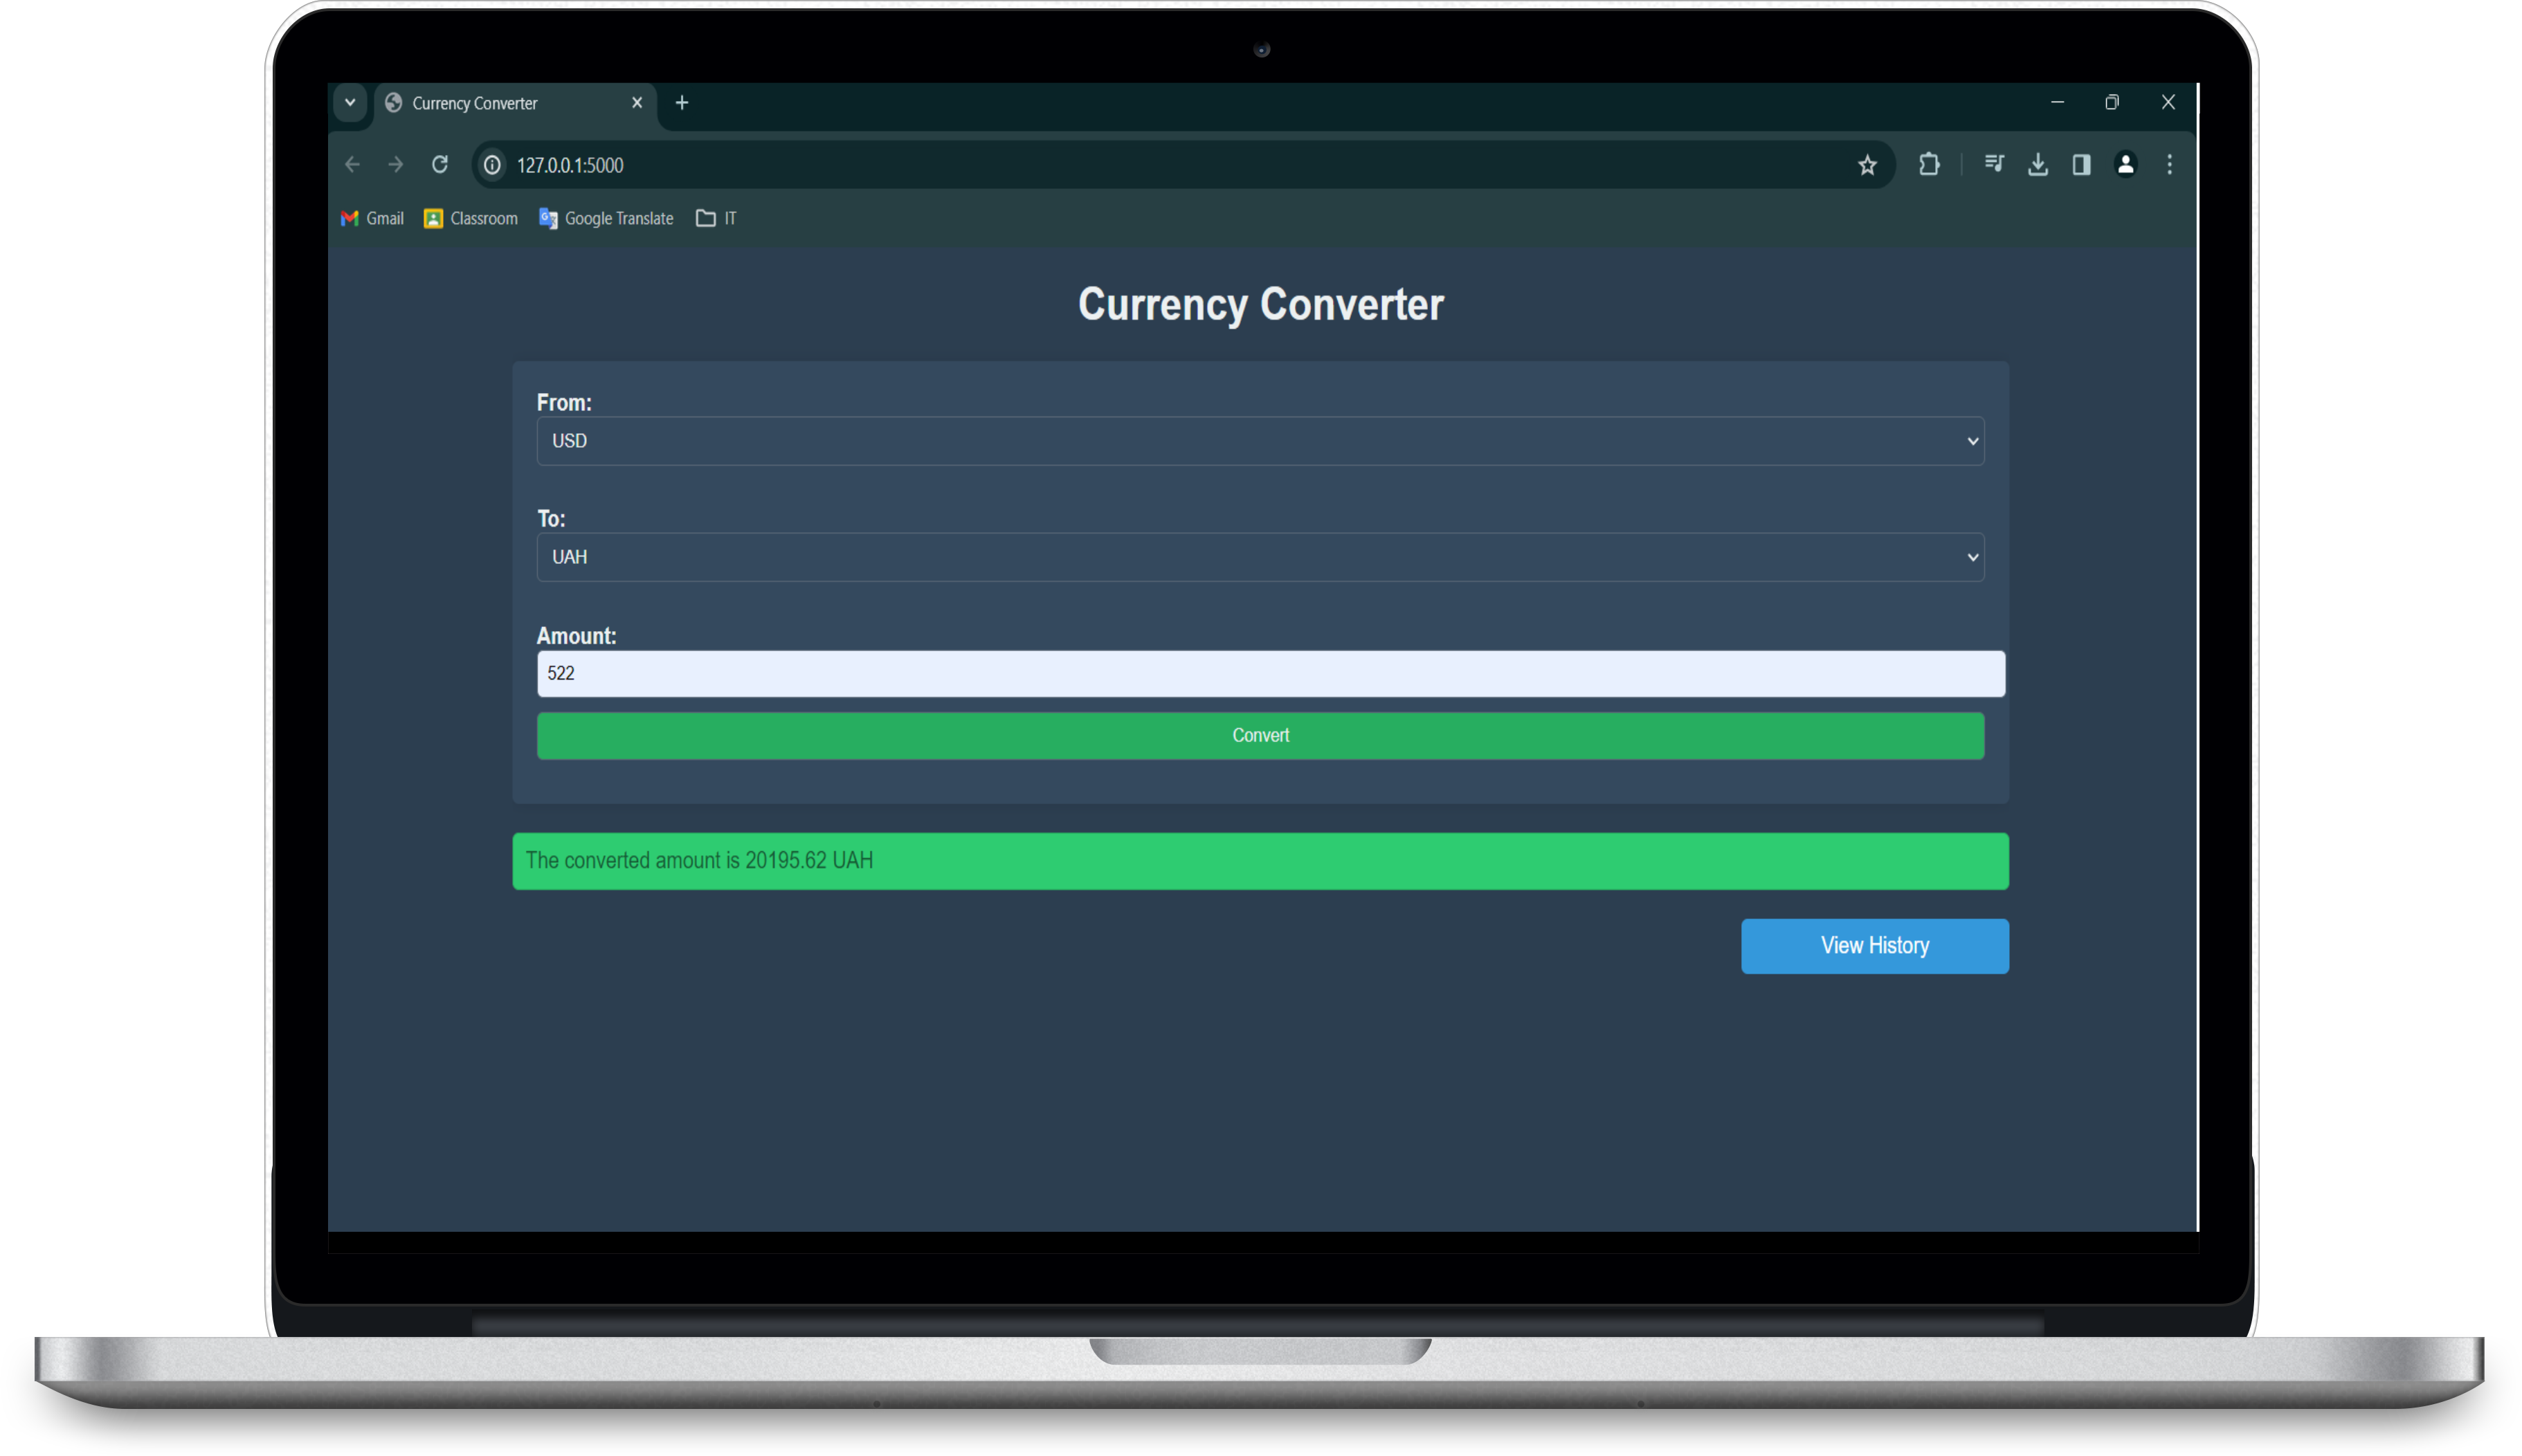 Currency Converter
127.0.0.1:5000
Gmail Classroom Google Translate IT
Currency Converter
From:
USD
To:
UAH
Amount:
522
Convert
The converted amount is 20195.62 UAH
View History